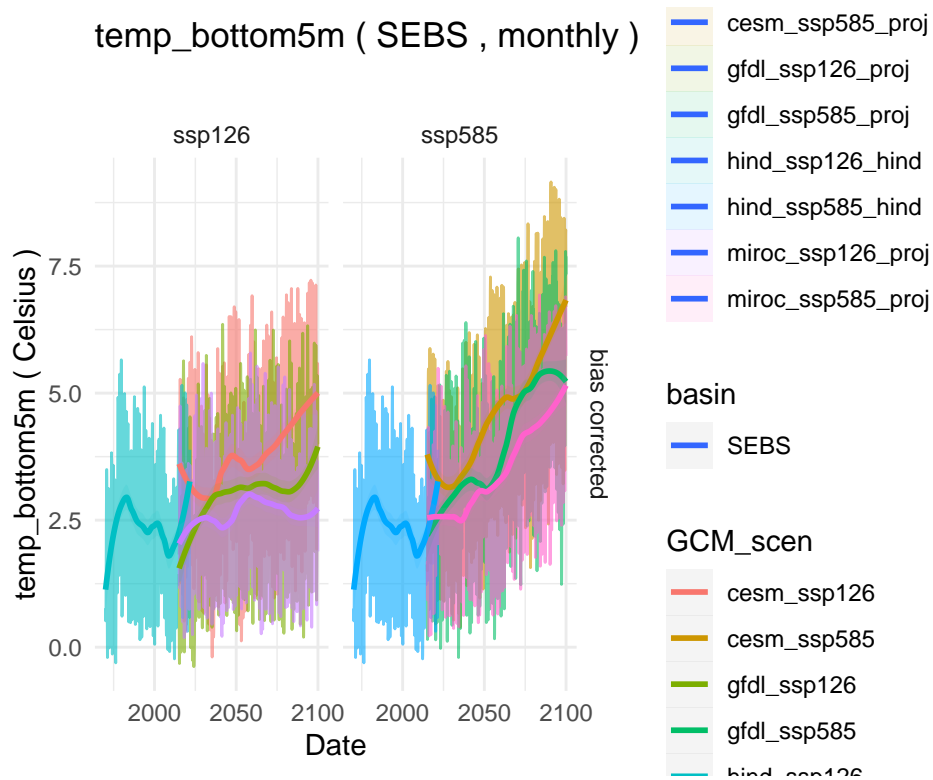 temp_bottom5m ( SEBS , monthly )
ssp126
ssp585
temp_bottom5m ( Celsius )
7.5
5.0
2.5
0.0
2000
2050
2100
2000
2050
2100
Date
bias corrected
cesm_ssp585_proj
gfdl_ssp126_proj
gfdl_ssp585_proj
hind_ssp126_hind
hind_ssp585_hind
miroc_ssp126_proj
miroc_ssp585_proj
basin
SEBS
GCM_scen
cesm_ssp126
cesm_ssp585
gfdl_ssp126
gfdl_ssp585
hind_ssp126